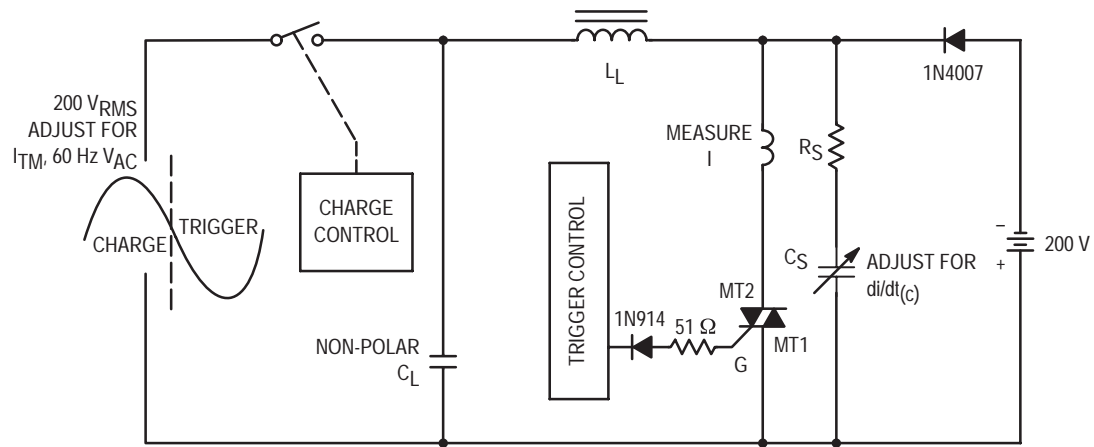 200 VRMS
ADJUST FOR
ITM, 60 Hz VAC
CHARGE
TRIGGER
CHARGE
CONTROL
NON-POLAR
CL
LL
TRIGGER CONTROL
1N914
51 Ω
MEASURE
I
MT2
MT1
G
RS
CS
ADJUST FOR
di/dt(c)
1N4007
–
+
200 V